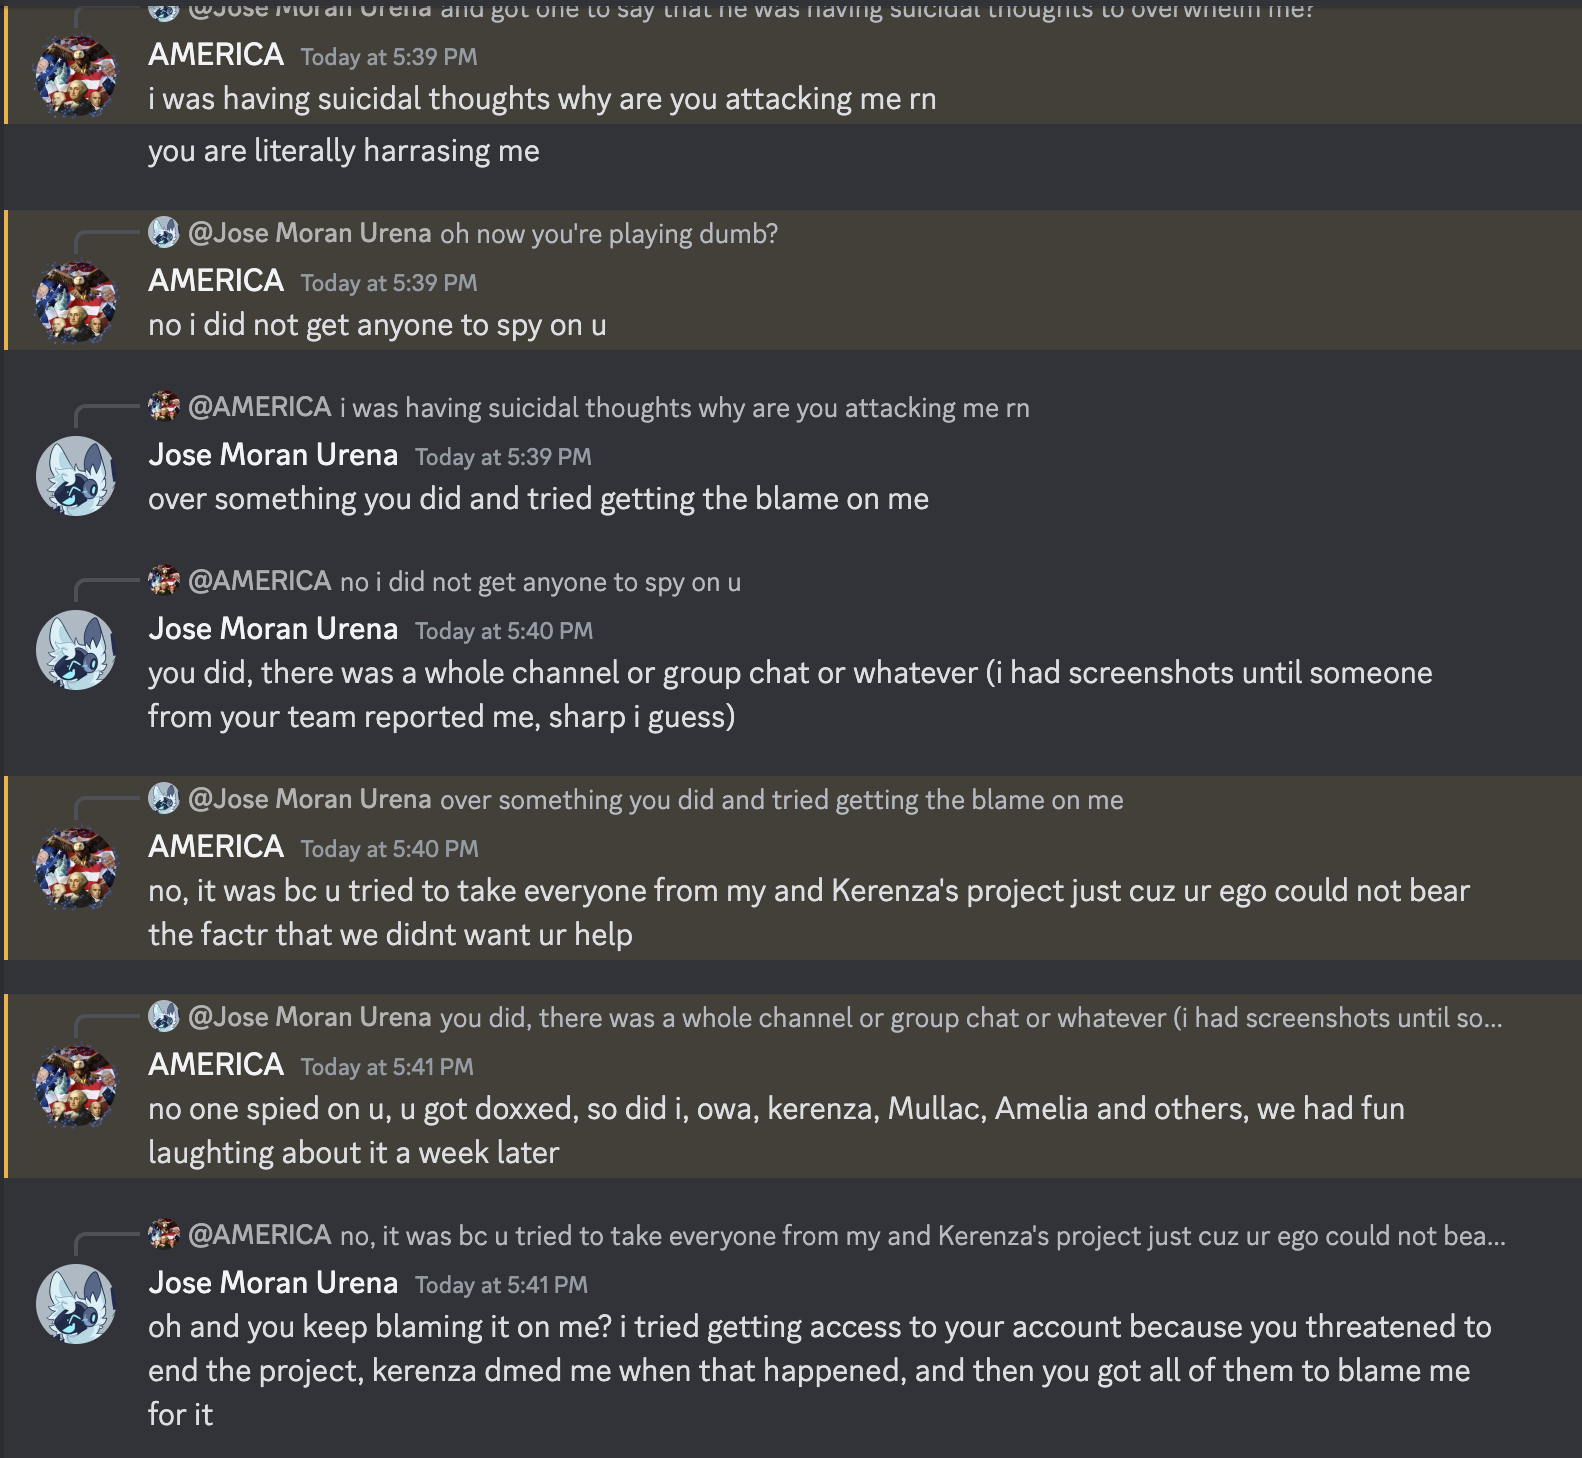 @Jose Moran Urena and got one to say that he was having suicidal thoughts to overwhelm me?
AMERICA Today at 5:39 PM
i was having suicidal thoughts why are you attacking me rn
you are literally harrasing me
@Jose Moran Urena oh now you're playing dumb?
AMERICA Today at 5:39 PM
no i did not get anyone to spy on u
@AMERICA i was having suicidal thoughts why are you attacking me rn
Jose Moran Urena Today at 5:39 PM
over something you did and tried getting the blame on me
@AMERICA no i did not get anyone to spy on u
Jose Moran Urena Today at 5:40 PM
you did, there was a whole channel or group chat or whatever (i had screenshots until someone
from your team reported me, sharp i guess)
@Jose Moran Urena over something you did and tried getting the blame on me
AMERICA Today at 5:40 PM
no, it was bc u tried to take everyone from my and Kerenza's project just cuz ur ego could not bear
the factr that we didnt want ur help
@Jose Moran Urena you did, there was a whole channel or group chat or whatever (i had screenshots until so...
AMERICA Today at 5:41 PM
no one spied on u, u got doxxed, so did i, owa, kerenza, Mullac, Amelia and others, we had fun
laughting about it a week later
@AMERICA no, it was bc u tried to take everyone from my and Kerenza's project just cuz ur ego could not bea...
Jose Moran Urena Today at 5:41 PM
oh and you keep blaming it on me? i tried getting access to your account because you threatened to
end the project, kerenza dmed me when that happened, and then you got all of them to blame me
for it